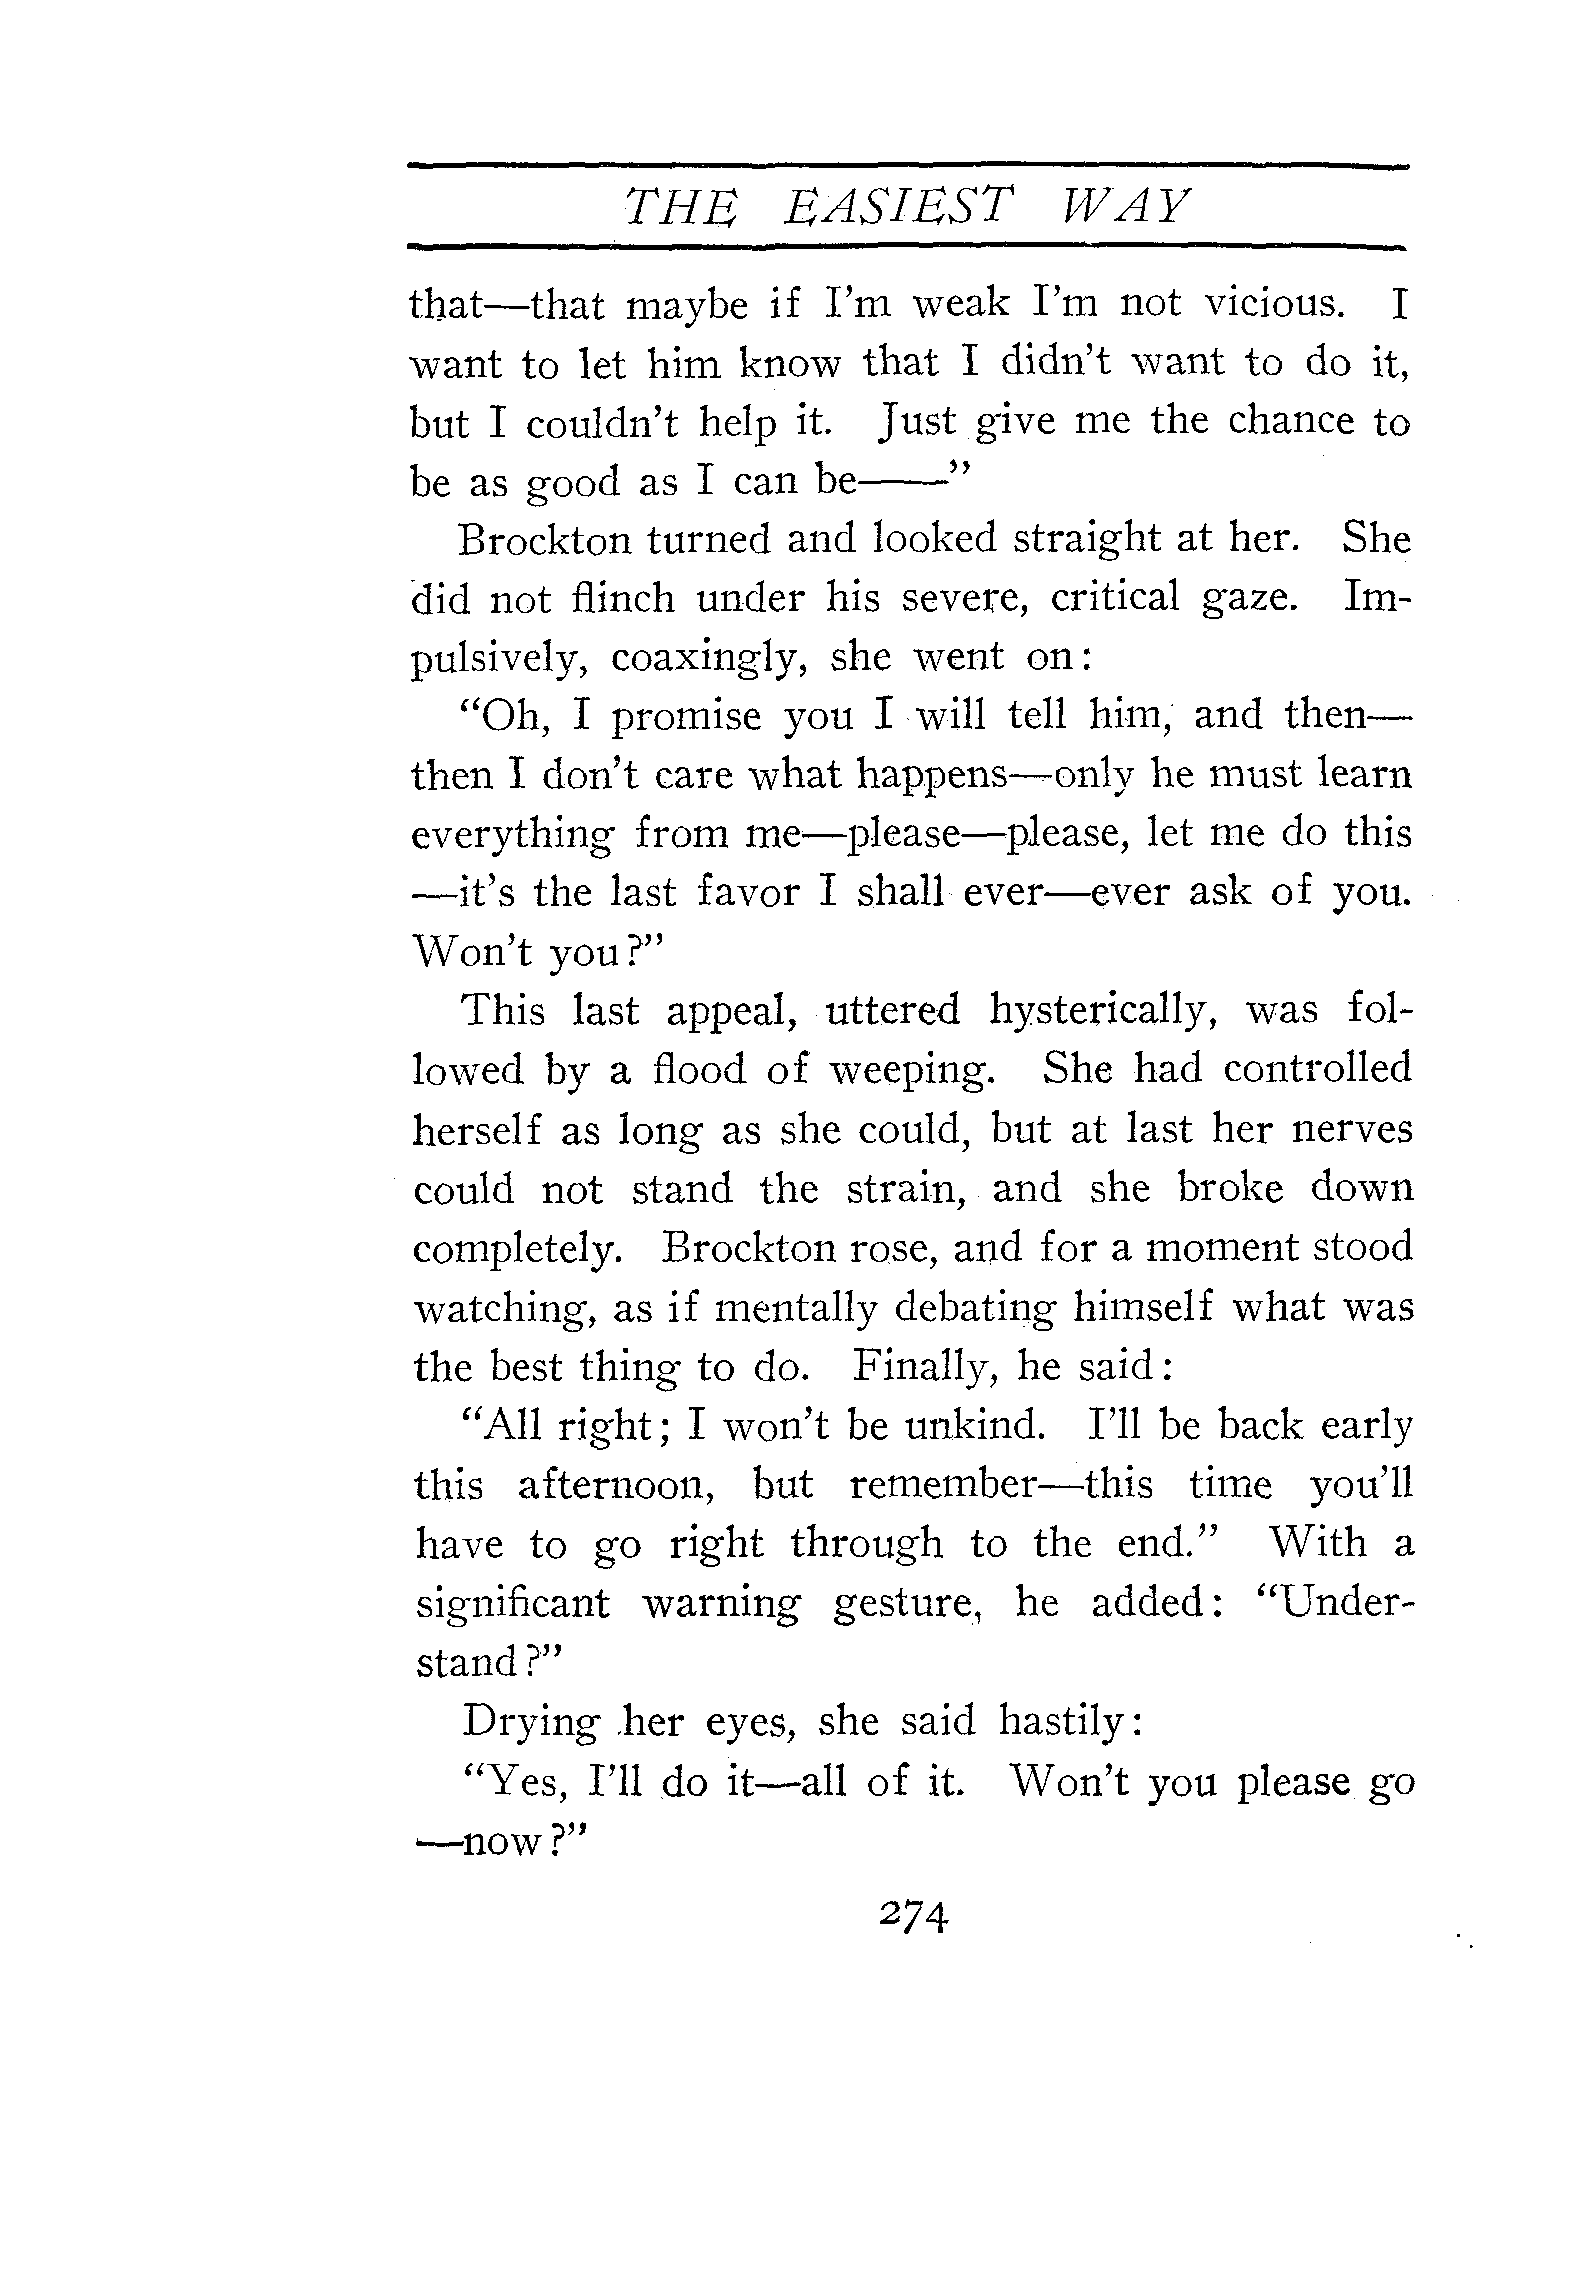 THE EASIEST WAY
that—that maybe if I'm weak I'm not vicious. I
want to let him know that I didn't want to do it,
but I couldn't help it. Just give me the chance to
be as good as I can be——"
Brockton turned and looked straight at her. She
did not flinch under his severe, critical gaze. Im-
pulsively, coaxingly, she went on:
"Oh, I promise you I will tell him, and then—
then I don't care what happens—only he must learn
everything from me—please—please, let me do this
—it's the last favor I shall ever—ever ask of you.
Won't you?"
This last appeal, uttered hysterically, was fol-
lowed by a flood of weeping. She had controlled
herself as long as she could, but at last her nerves
could not stand the strain, and she broke down
completely. Brockton rose, and for a moment stood
watching, as if mentally debating himself what was
the best thing to do. Finally, he said:
"All right; I won't be unkind. I'll be back early
this afternoon, but remember—this time you'll
have to go right through to the end." With a
significant warning gesture, he added: "Under-
stand?"
Drying her eyes, she said hastily:
"Yes, I'll do it—all of it. Won't you please go
—now?"
274